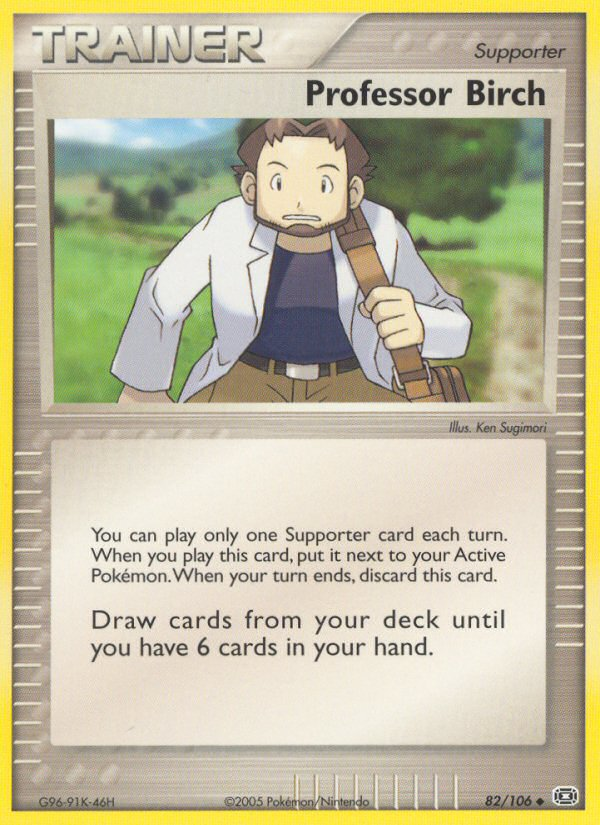 TRAINER
Supporter
Professor Birch
Illus. Ken Sugimori
You can play only one Supporter card each turn.
When you play this card, put it next to your Active
Pokémon. When your turn ends, discard this card.
Draw cards from your deck until
you have 6 cards in your hand.
G96-91K-46H
©2005 Pokémon/Nintendo
82/106 ◆